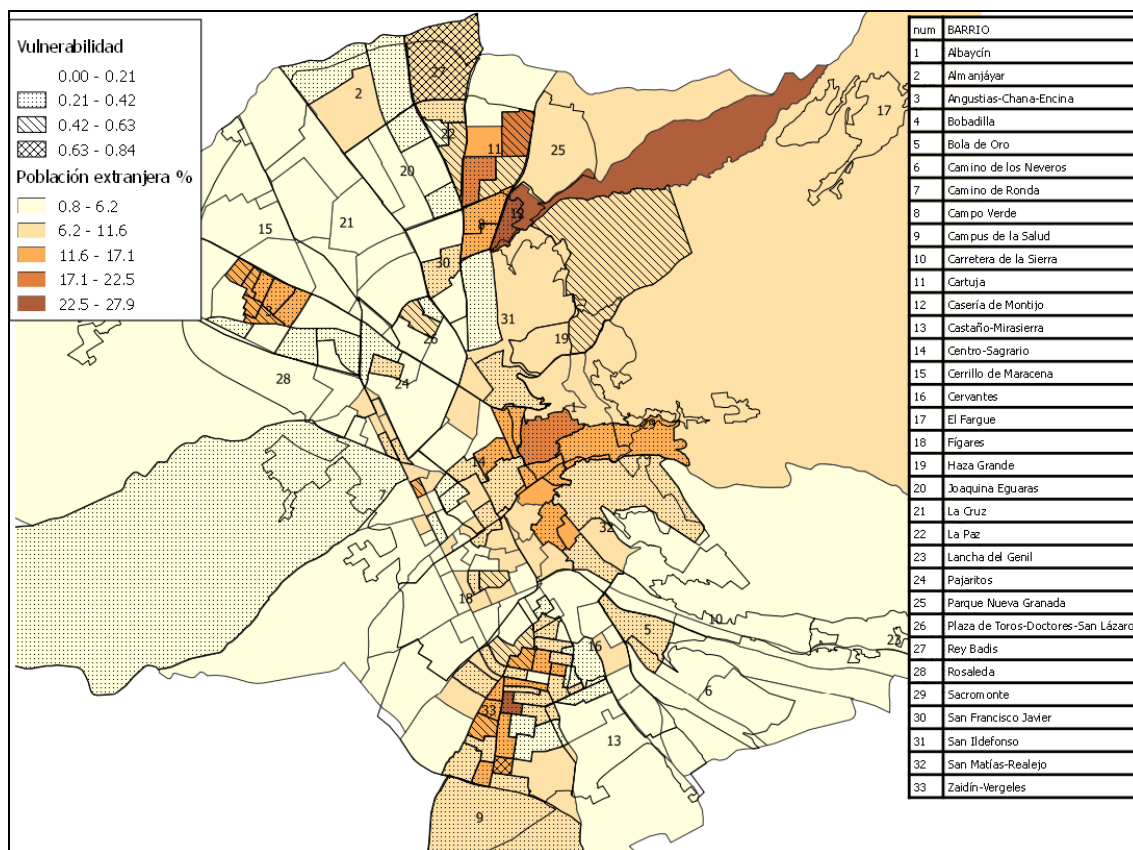 Vulnerabilidad
0.00 - 0.21
0.21 - 0.42
0.42 - 0.63
0.63 - 0.84
Población extranjera %
0.8 - 6.2
6.2 - 11.6
11.6 - 17.1
17.1 - 22.5
22.5 - 27.9
27
2
17
22
11
25
20
12
21
15
8
30
3
31
19
26
24
28
1
29
14
7
32
18
10
5
23
16
6
33
13
9
num BARRIO
1 Albaycín
2 Almanjáyar
3 Angustias-Chana-Encina
4 Bobadilla
5 Bola de Oro
6 Camino de los Neveros
7 Camino de Ronda
8 Campo Verde
9 Campus de la Salud
10 Carretera de la Sierra
11 Cartuja
12 Casería de Montijo
13 Castaño-Mirasierra
14 Centro-Sagrario
15 Cerrillo de Maracena
16 Cervantes
17 El Fargue
18 Fígares
19 Haza Grande
20 Joaquina Eguaras
21 La Cruz
22 La Paz
23 Lancha del Genil
24 Pajaritos
25 Parque Nueva Granada
26 Plaza de Toros-Doctores-San Lázaro
27 Rey Badis
28 Rosaleda
29 Sacromonte
30 San Francisco Javier
31 San Ildefonso
32 San Matías-Realejo
33 Zaidín-Vergeles